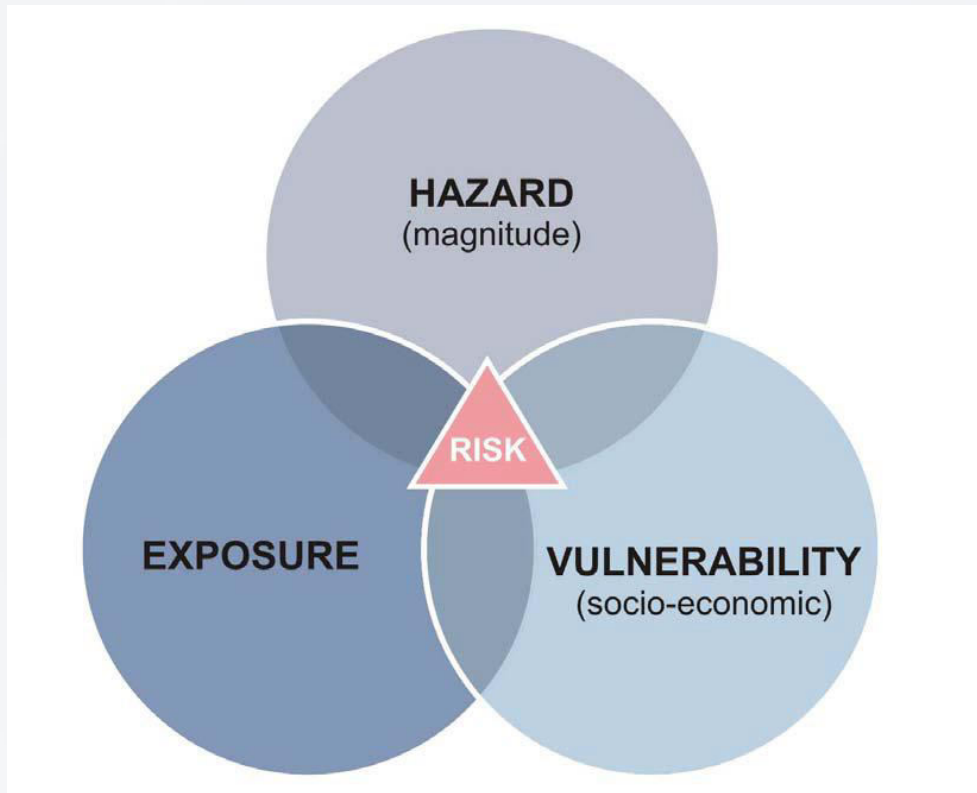 HAZARD
(magnitude)
RISK
EXPOSURE
VULNERABILITY
(socio-economic)